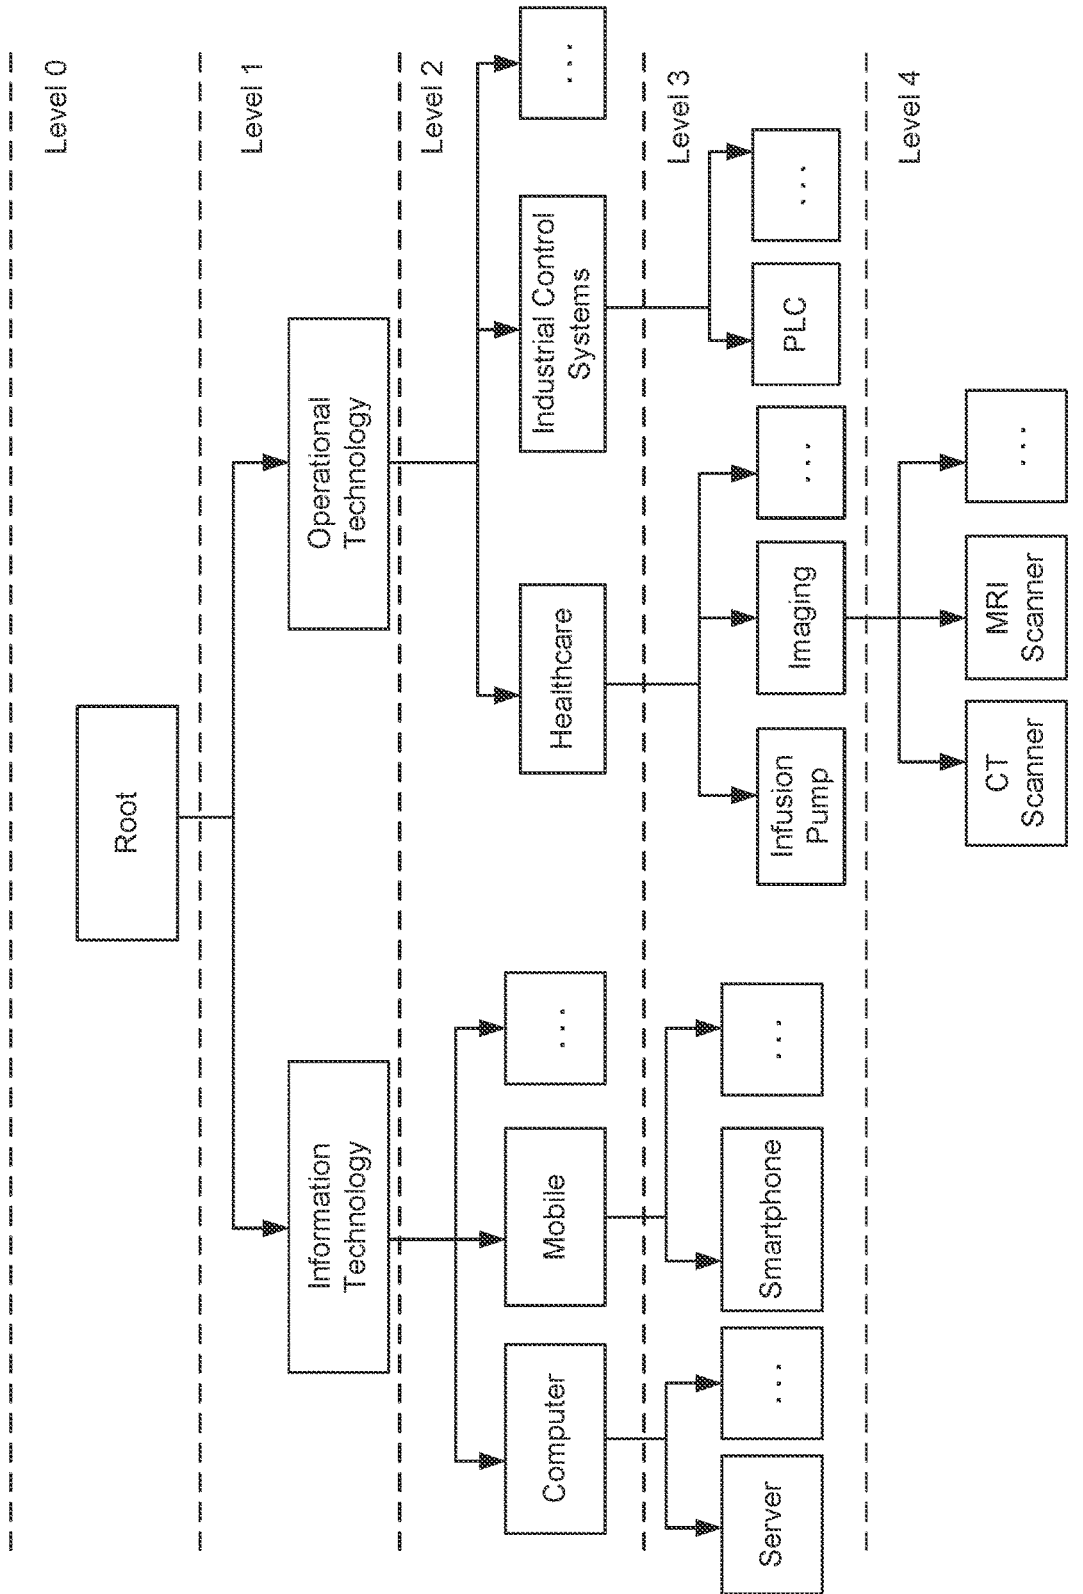 Level 0
Root
Level 1
Information
Technology
Operational
Technology
Level 2
Computer
Mobile
...
Healthcare
Industrial Control
Systems
...
Level 3
Server
...
Smartphone
...
Infusion
Pump
Imaging
...
PLC
...
Level 4
CT
Scanner
MRI
Scanner
...